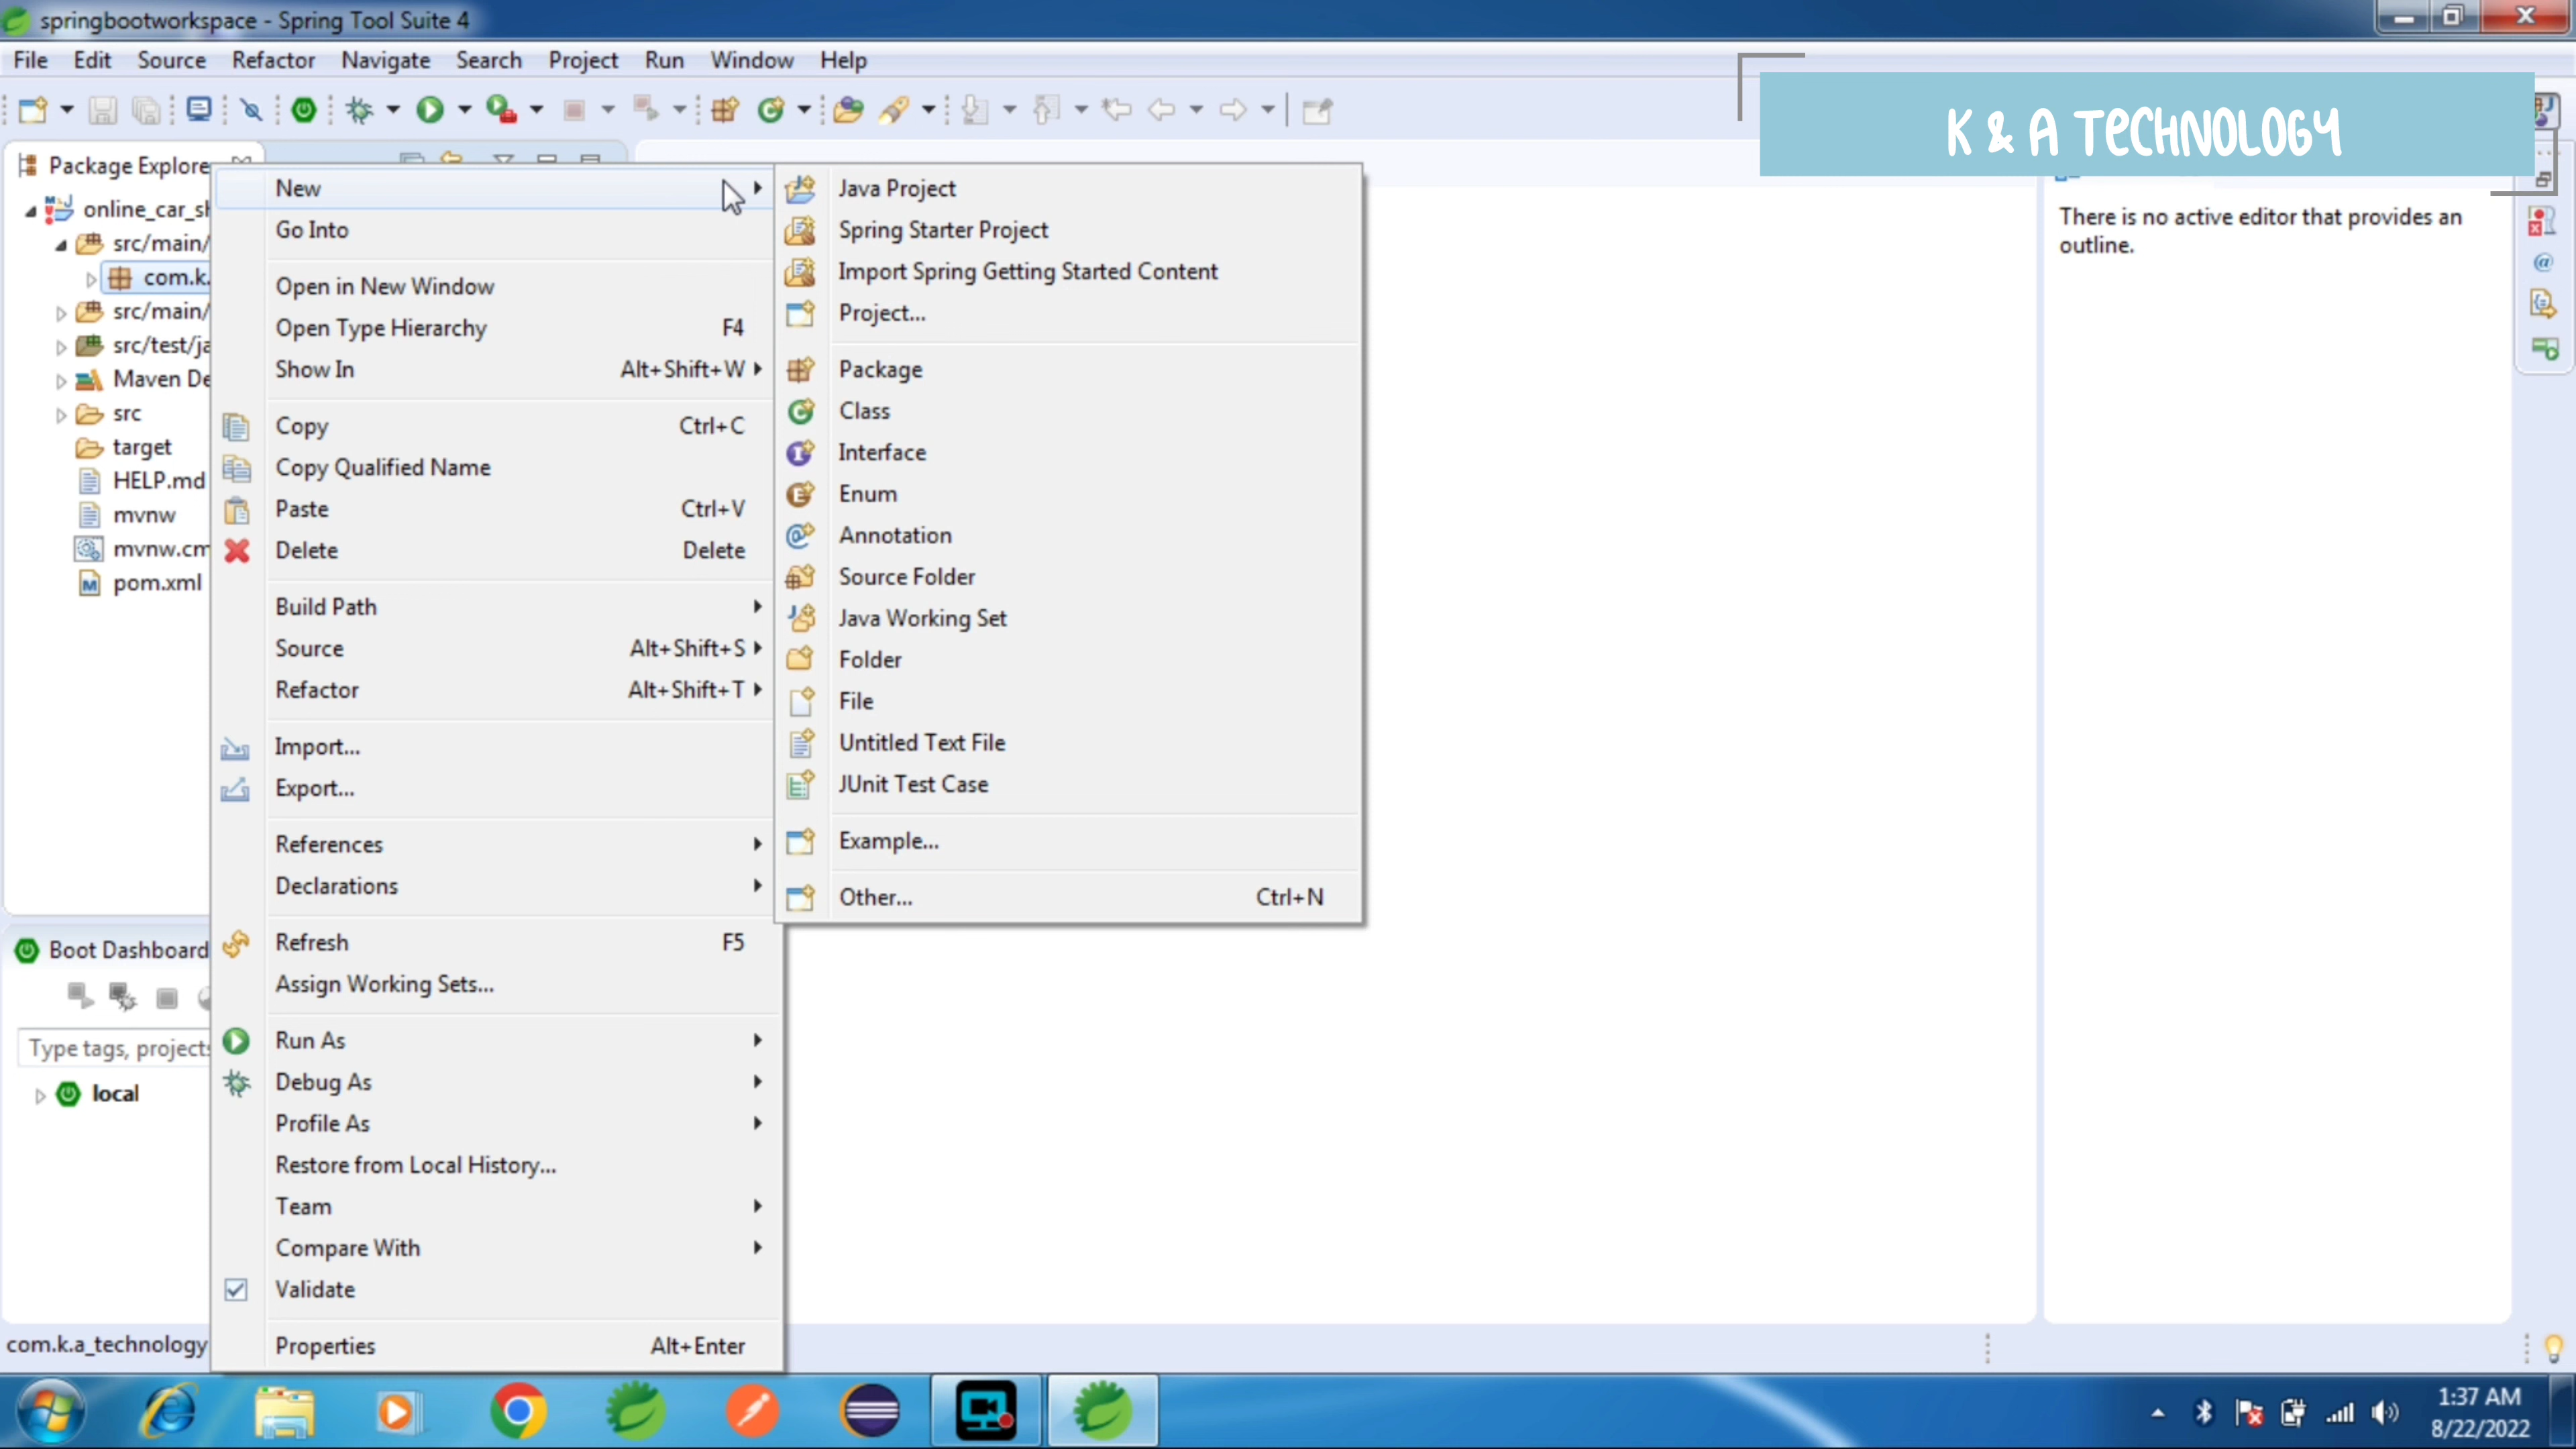 springbootworkspace - Spring Tool Suite 4
File Edit Source Refactor Navigate Search Project Run Window Help
K & A TECHNOLOGY
Package Explore
online_car_sh
src/main/
com.k.
src/main/
src/test/ja
Maven De
src
target
HELP.md
mvnw
mvnw.cm
pom.xml
New
Go Into
Open in New Window
Open Type Hierarchy F4
Show In Alt+Shift+W
Copy Ctrl+C
Copy Qualified Name
Paste Ctrl+V
Delete Delete
Build Path
Source Alt+Shift+S
Refactor Alt+Shift+T
Import...
Export...
References
Declarations
Refresh F5
Assign Working Sets...
Run As
Debug As
Profile As
Restore from Local History...
Team
Compare With
Validate
Properties Alt+Enter
Java Project
Spring Starter Project
Import Spring Getting Started Content
Project...
Package
Class
Interface
Enum
Annotation
Source Folder
Java Working Set
Folder
File
Untitled Text File
JUnit Test Case
Example...
Other... Ctrl+N
There is no active editor that provides an
outline.
Boot Dashboard
Type tags, projects
local
com.k.a_technology
1:37 AM
8/22/2022